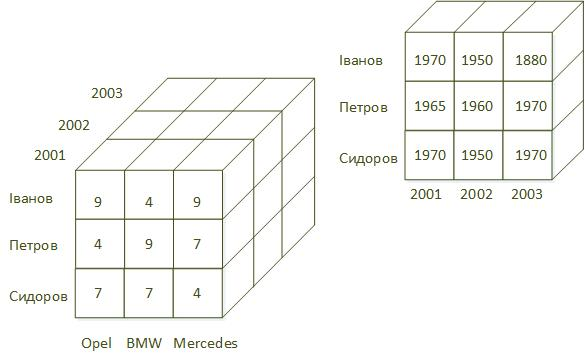 2003
2002
2001
Іванов 9 4 9
Петров 4 9 7
Сидоров 7 7 4
Opel BMW Mercedes
Іванов 1970 1950 1880
Петров 1965 1960 1970
Сидоров 1970 1950 1970
2001 2002 2003